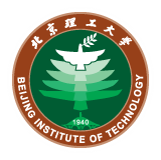 北京理工大学
1940
BEIJING INSTITUTE OF TECHNOLOGY